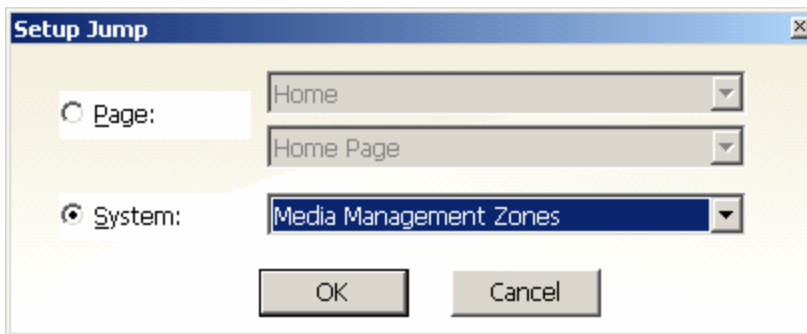 Setup Jump
Page:
Home
Home Page
System:
Media Management Zones
OK
Cancel